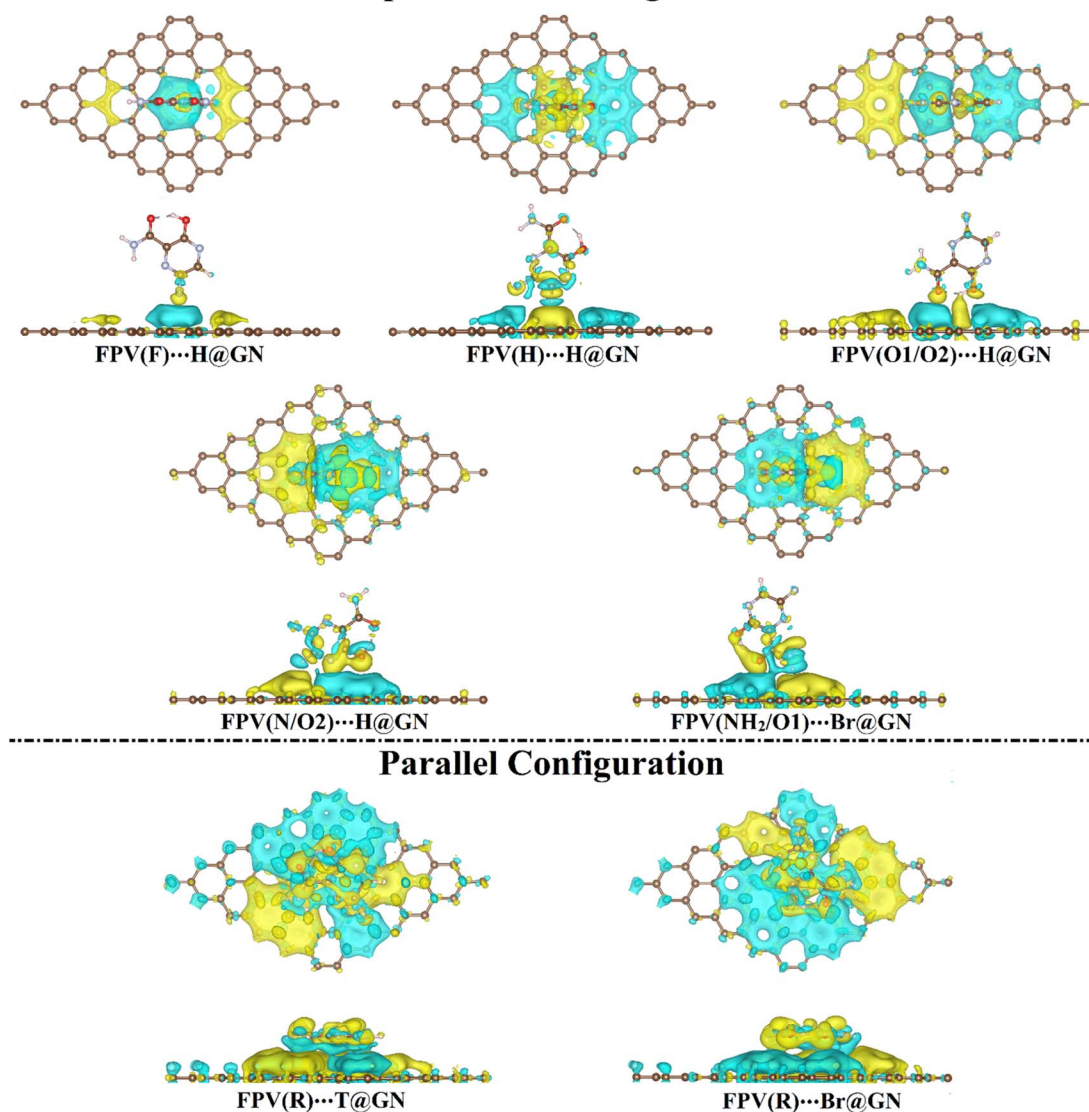 FPV(F)···H@GN
FPV(H)···H@GN
FPV(O1/O2)···H@GN
FPV(N/O2)···H@GN
FPV(NH₂/O1)···Br@GN
Parallel Configuration
FPV(R)···T@GN
FPV(R)···Br@GN